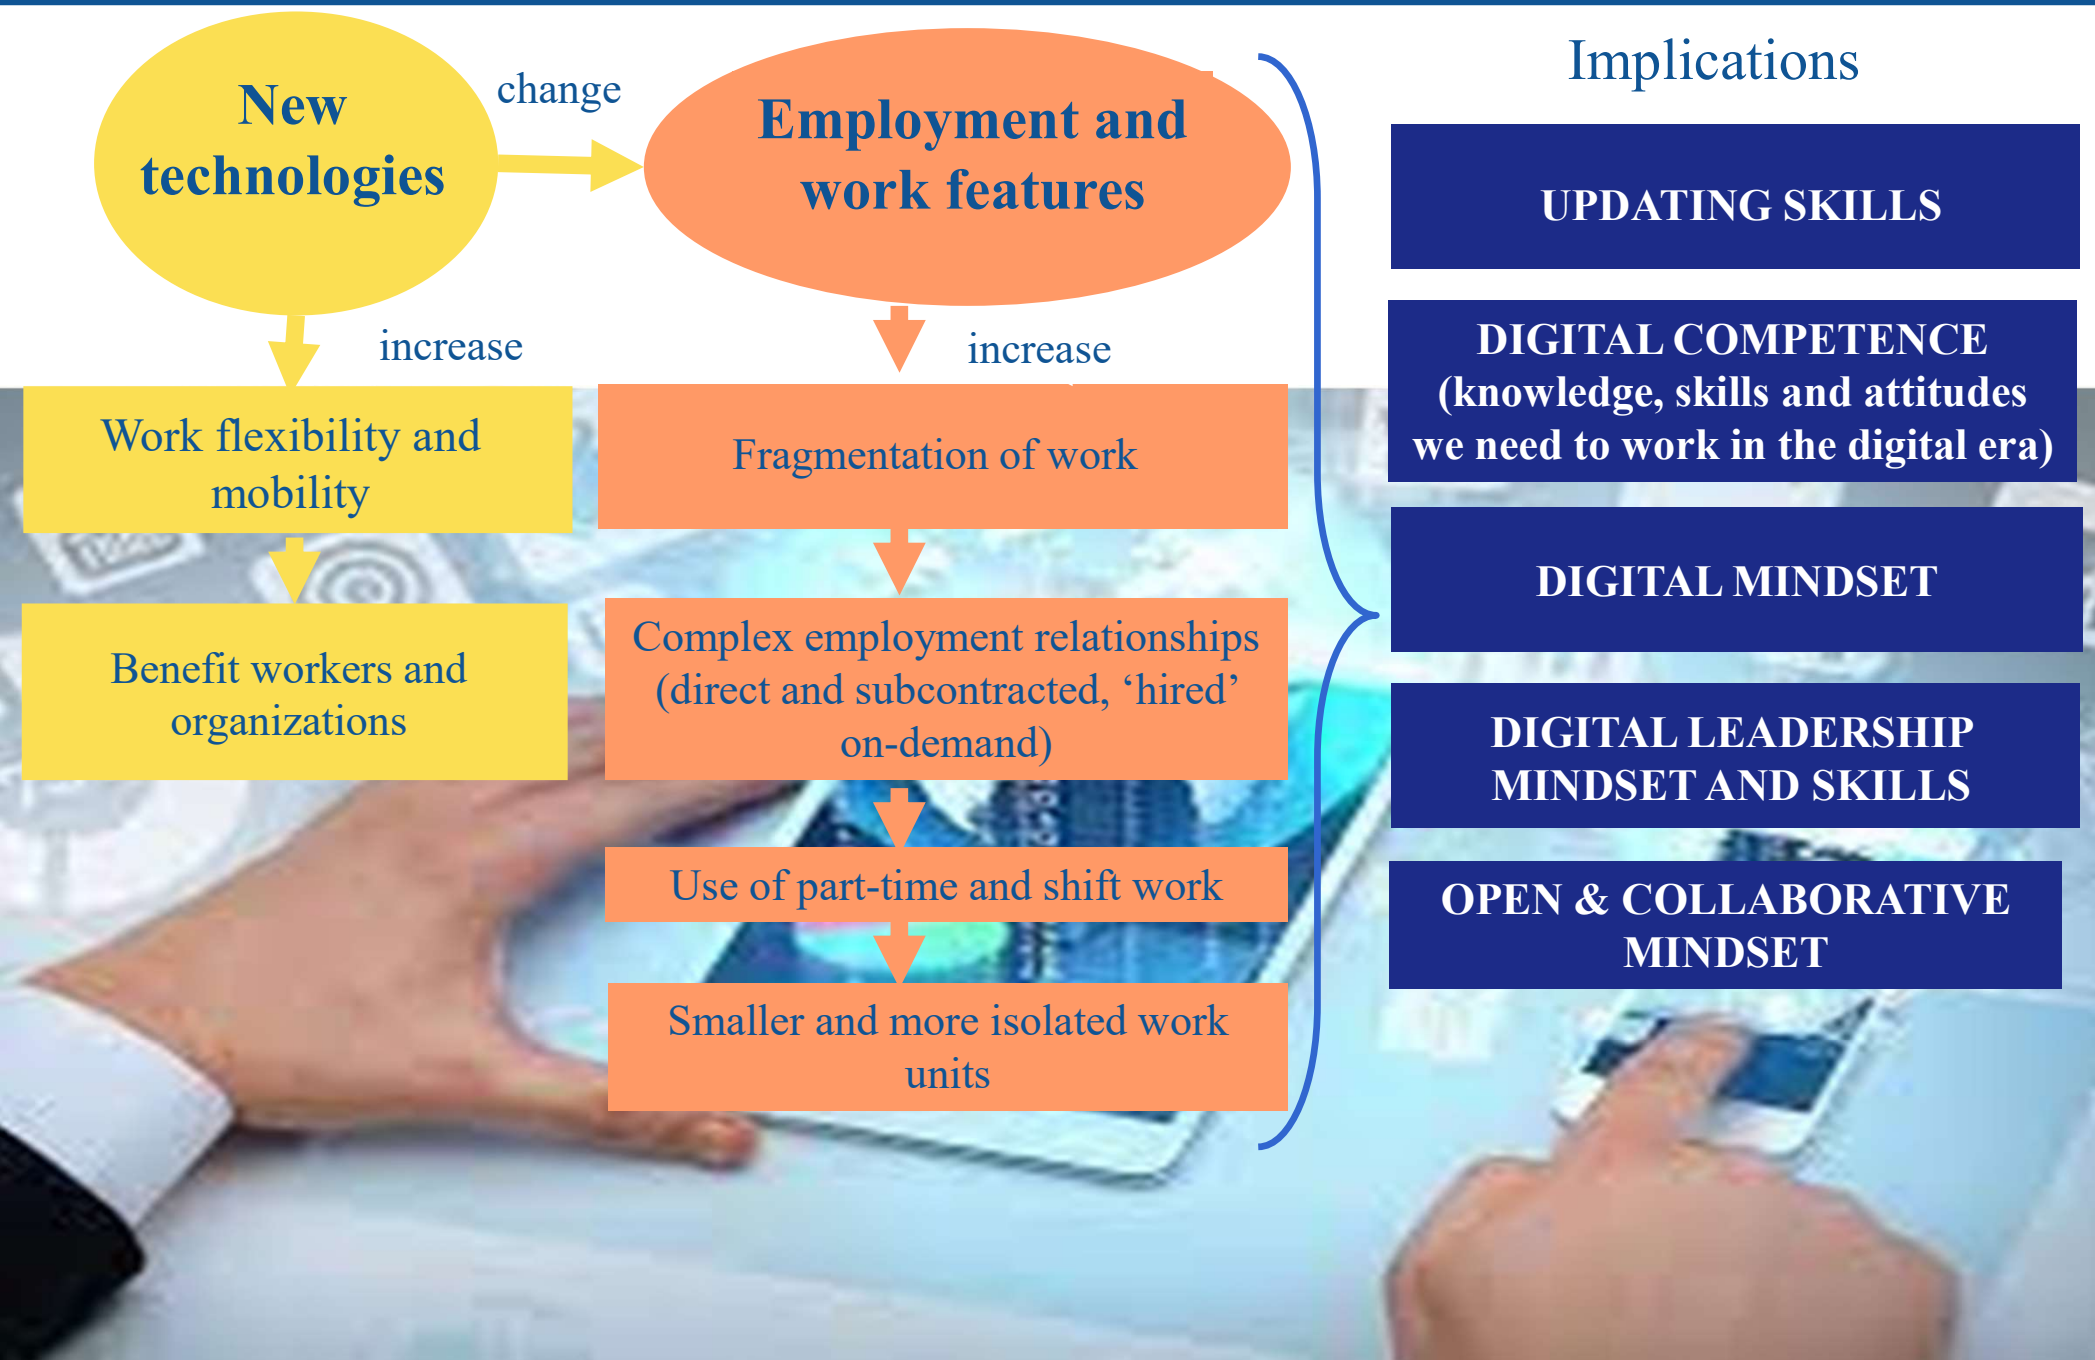 New
technologies
change
Employment and
work features
increase
increase
Work flexibility and
mobility
Benefit workers and
organizations
Fragmentation of work
Complex employment relationships
(direct and subcontracted, ‘hired’
on-demand)
Use of part-time and shift work
Smaller and more isolated work
units
Implications
UPDATING SKILLS
DIGITAL COMPETENCE
(knowledge, skills and attitudes
we need to work in the digital era)
DIGITAL MINDSET
DIGITAL LEADERSHIP
MINDSET AND SKILLS
OPEN & COLLABORATIVE
MINDSET